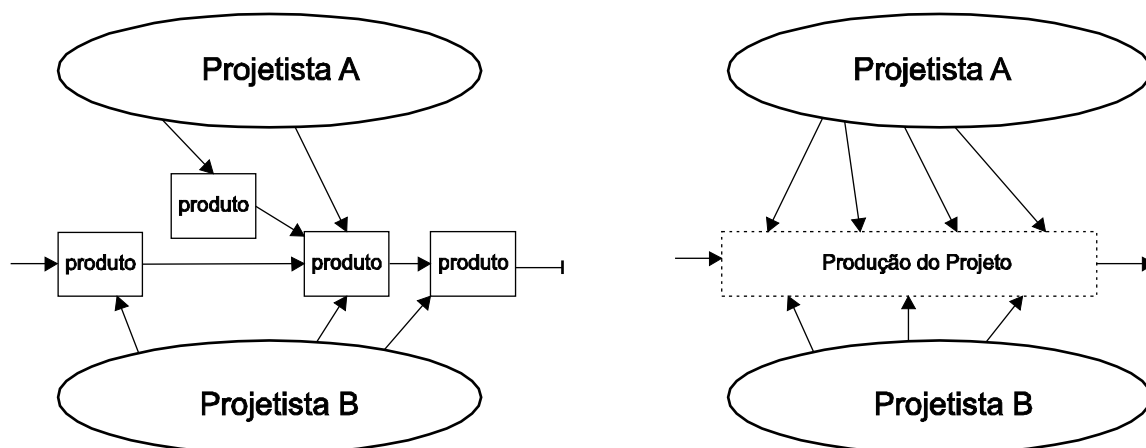 Projetista A
Projetista A
produto
produto
produto
produto
Produção do Projeto
Projetista B
Projetista B